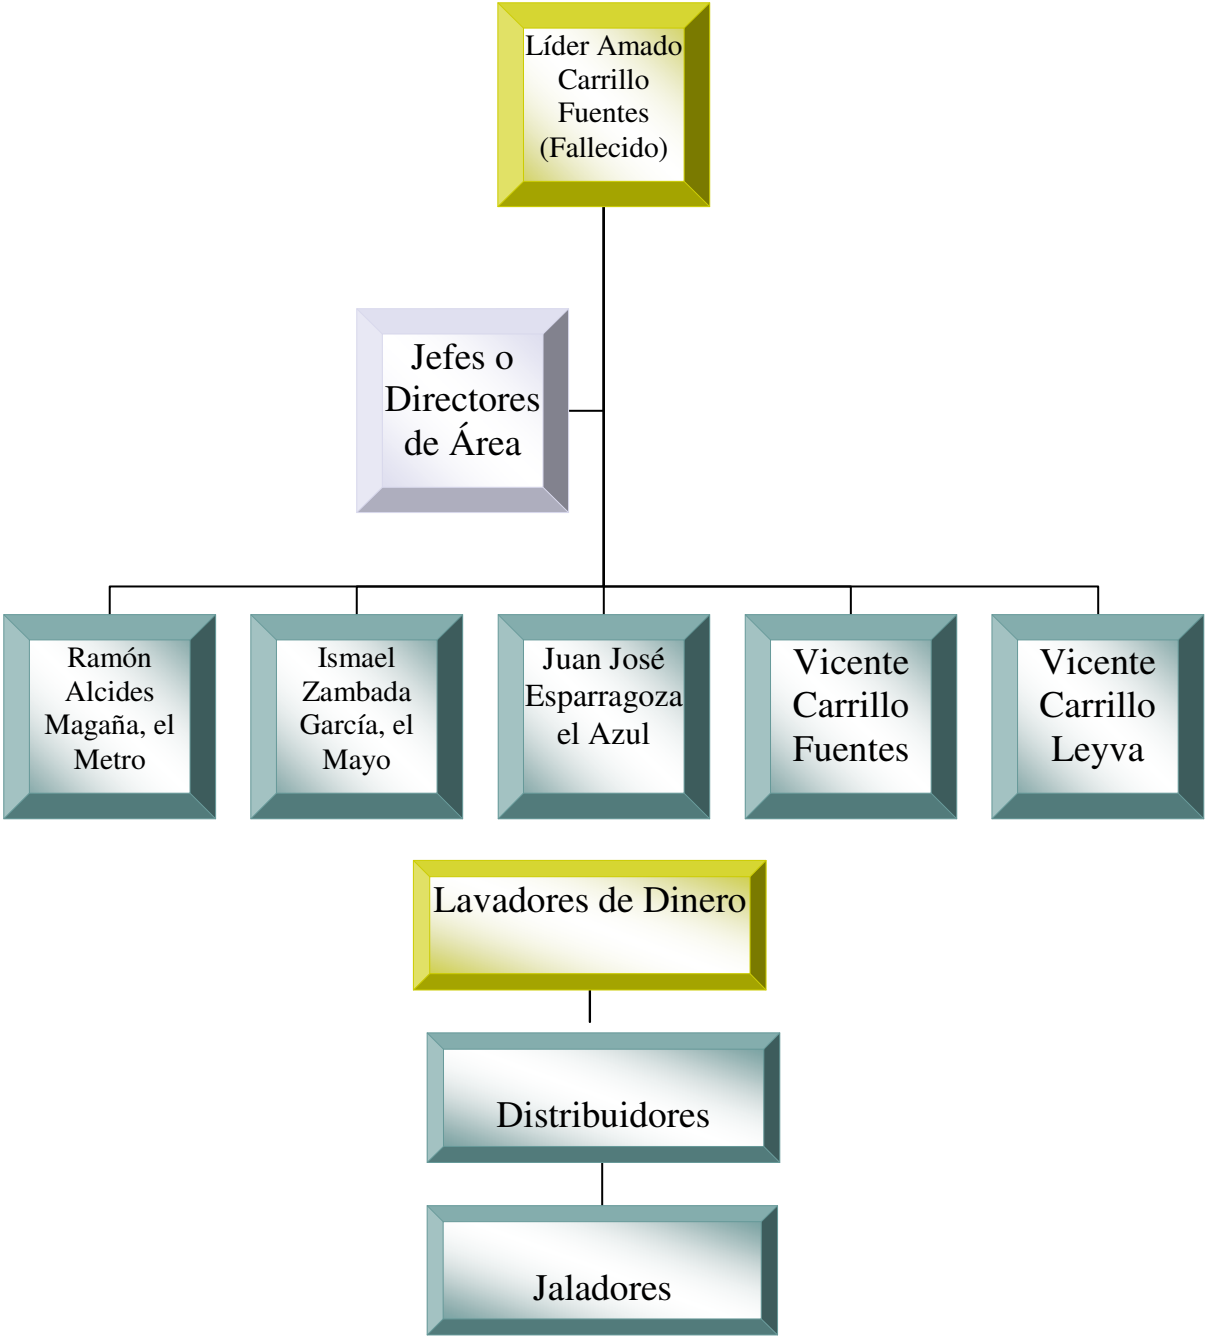 Líder Amado
Carrillo
Fuentes
(Fallecido)
Jefes o
Directores
de Área
Ramón
Alcides
Magaña, el
Metro
Ismael
Zambada
García, el
Mayo
Juan José
Esparragoza
el Azul
Vicente
Carrillo
Fuentes
Vicente
Carrillo
Leyva
Lavadores de Dinero
Distribuidores
Jaladores